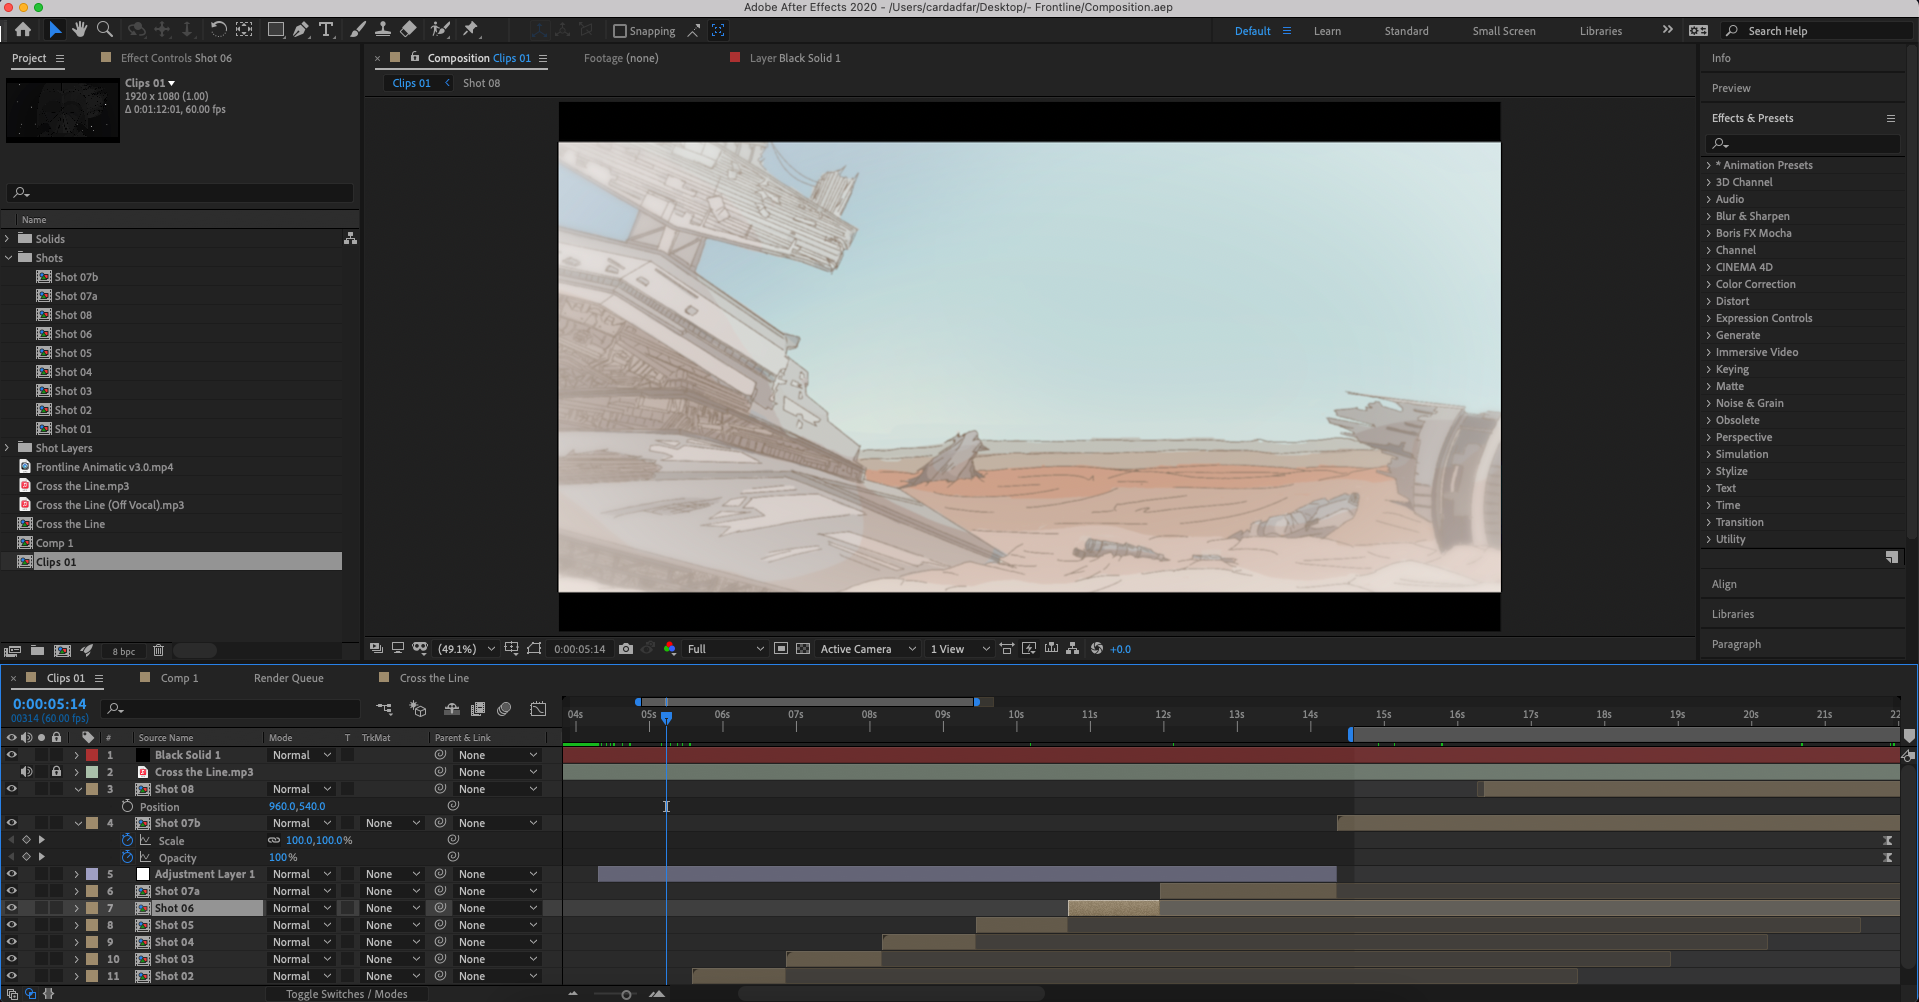 Adobe After Effects 2020 - /Users/cardadfar/Desktop/- Frontline/Composition.aep
Snapping
Default
Learn
Standard
Small Screen
Libraries
Search Help
Project
Effect Controls Shot 06
Composition Clips 01
Footage (none)
Layer Black Solid 1
Info
Clips 01
1920 x 1080 (1.00)
Δ 0:01:12:01, 60.00 fps
Clips 01
Shot 08
Preview
Effects & Presets
* Animation Presets
3D Channel
Audio
Blur & Sharpen
Boris FX Mocha
Channel
CINEMA 4D
Color Correction
Distort
Expression Controls
Generate
Immersive Video
Keying
Matte
Noise & Grain
Obsolete
Perspective
Simulation
Stylize
Text
Time
Transition
Utility
Align
Libraries
Paragraph
Name
Solids
Shots
Shot 07b
Shot 07a
Shot 08
Shot 06
Shot 05
Shot 04
Shot 03
Shot 02
Shot 01
Shot Layers
Frontline Animatic v3.0.mp4
Cross the Line.mp3
Cross the Line (Off Vocal).mp3
Cross the Line
Comp 1
Clips 01
8 bpc
(49.1%)
0:00:05:14
Full
Active Camera
1 View
+0.0
Clips 01
Comp 1
Render Queue
Cross the Line
0:00:05:14
00314 (60.00 fps)
04s 05s 06s 07s 08s 09s 10s 11s 12s 13s 14s 15s 16s 17s 18s 19s 20s 21s 22
# Source Name Mode T TrkMat Parent & Link
1 Black Solid 1 Normal None
2 Cross the Line.mp3 None
3 Shot 08 Normal None
Position 960.0,540.0
4 Shot 07b Normal None None
Scale 100.0,100.0%
Opacity 100%
5 Adjustment Layer 1 Normal None None
6 Shot 07a Normal None None
7 Shot 06 Normal None None
8 Shot 05 Normal None None
9 Shot 04 Normal None None
10 Shot 03 Normal None None
11 Shot 02 Normal None None
Toggle Switches / Modes